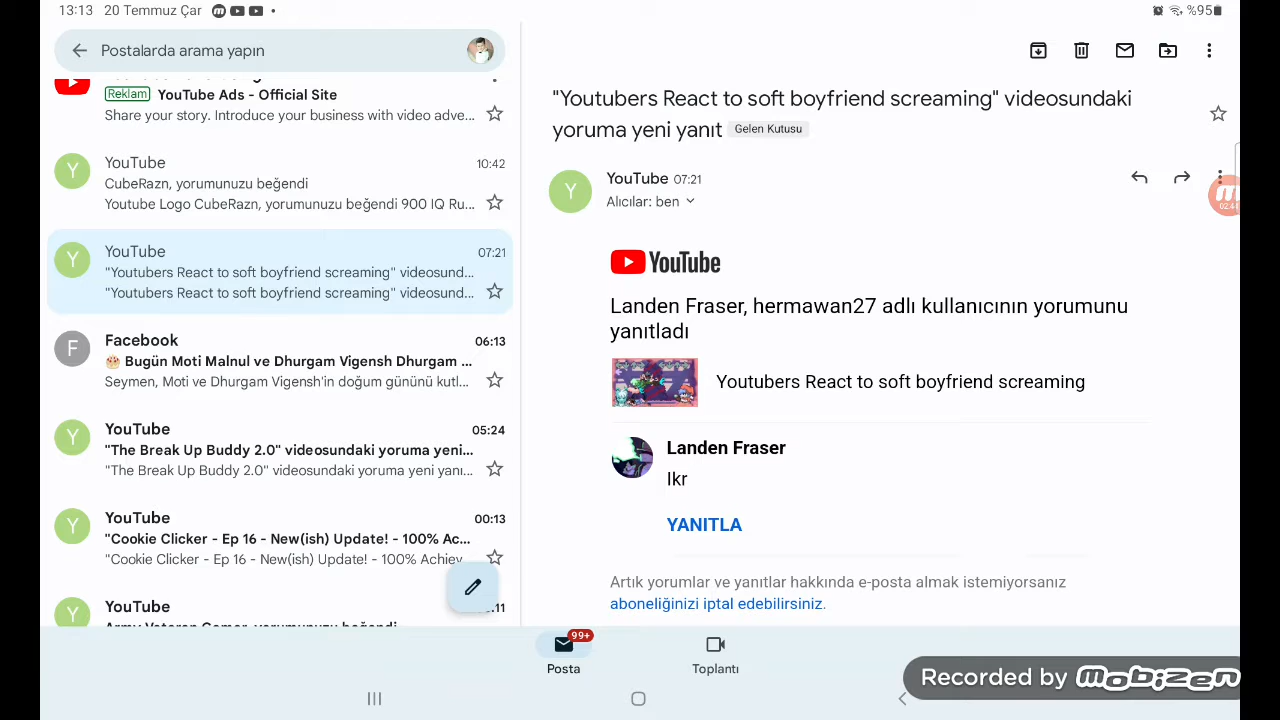 13:13 20 Temmuz Çar
%95
Postalarda arama yapın
Reklam YouTube Ads - Official Site
Share your story. Introduce your business with video adve...
YouTube 10:42
CubeRazn, yorumunuzu beğendi
Youtube Logo CubeRazn, yorumunuzu beğendi 900 IQ Ru...
YouTube 07:21
"Youtubers React to soft boyfriend screaming" videosund...
"Youtubers React to soft boyfriend screaming" videosund...
Facebook 06:13
🎂 Bugün Moti Malnul ve Dhurgam Vigensh Dhurgam ...
Seymen, Moti ve Dhurgam Vigensh'in doğum gününü kutl...
YouTube 05:24
"The Break Up Buddy 2.0" videosundaki yoruma yeni...
"The Break Up Buddy 2.0" videosundaki yoruma yeni yanı...
YouTube 00:13
"Cookie Clicker - Ep 16 - New(ish) Update! - 100% Ac...
"Cookie Clicker - Ep 16 - New(ish) Update! - 100% Achiev
YouTube
Army Veteran Gamer, yorumunuzu beğendi
"Youtubers React to soft boyfriend screaming" videosundaki
yoruma yeni yanıt Gelen Kutusu
YouTube 07:21
Alıcılar: ben
YouTube
Landen Fraser, hermawan27 adlı kullanıcının yorumunu
yanıtladı
Youtubers React to soft boyfriend screaming
Landen Fraser
Ikr
YANITLA
Artık yorumlar ve yanıtlar hakkında e-posta almak istemiyorsanız
aboneliğinizi iptal edebilirsiniz.
99+
Posta
Toplantı
Recorded by mobizen